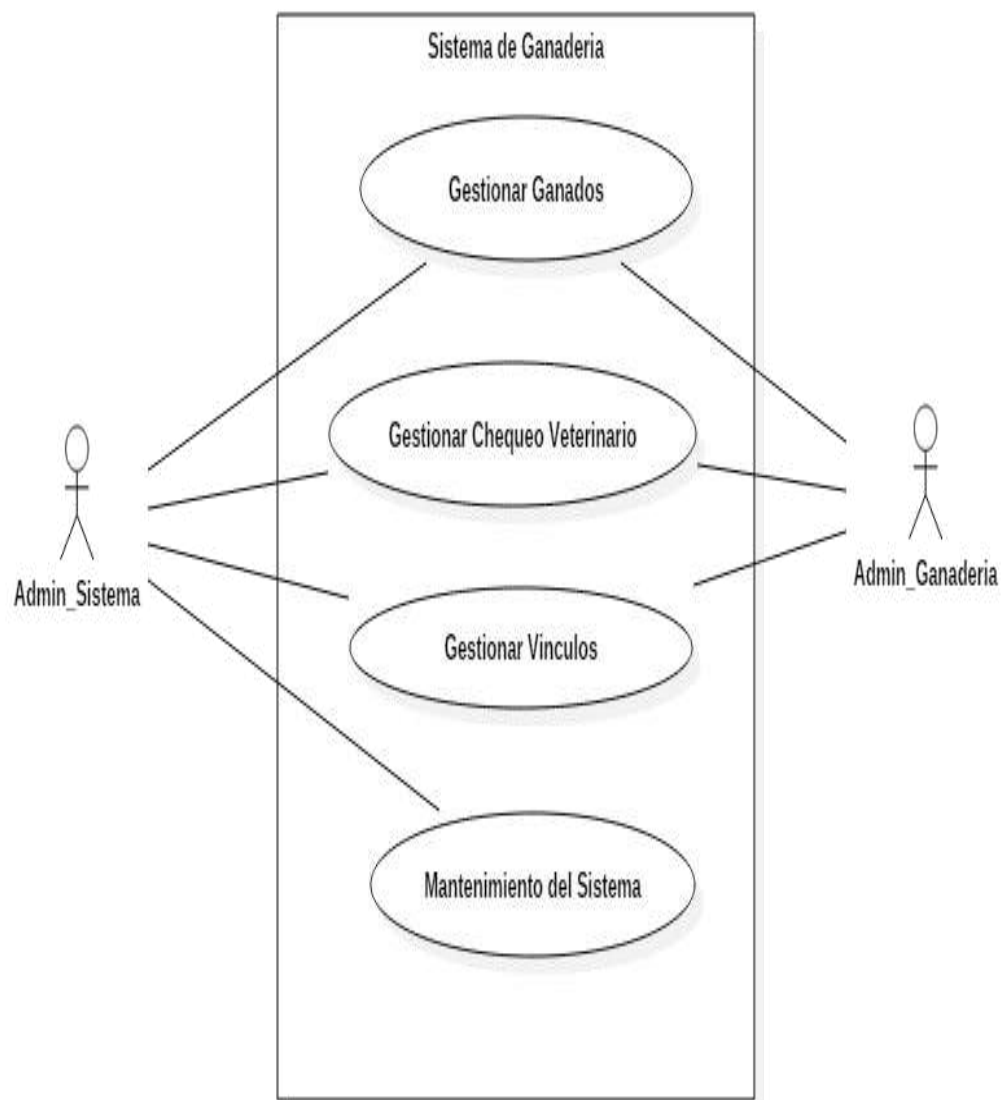 Sistema de Ganaderia
Gestionar Ganados
Gestionar Chequeo Veterinario
Admin_Sistema
Admin_Ganaderia
Gestionar Vinculos
Mantenimiento del Sistema